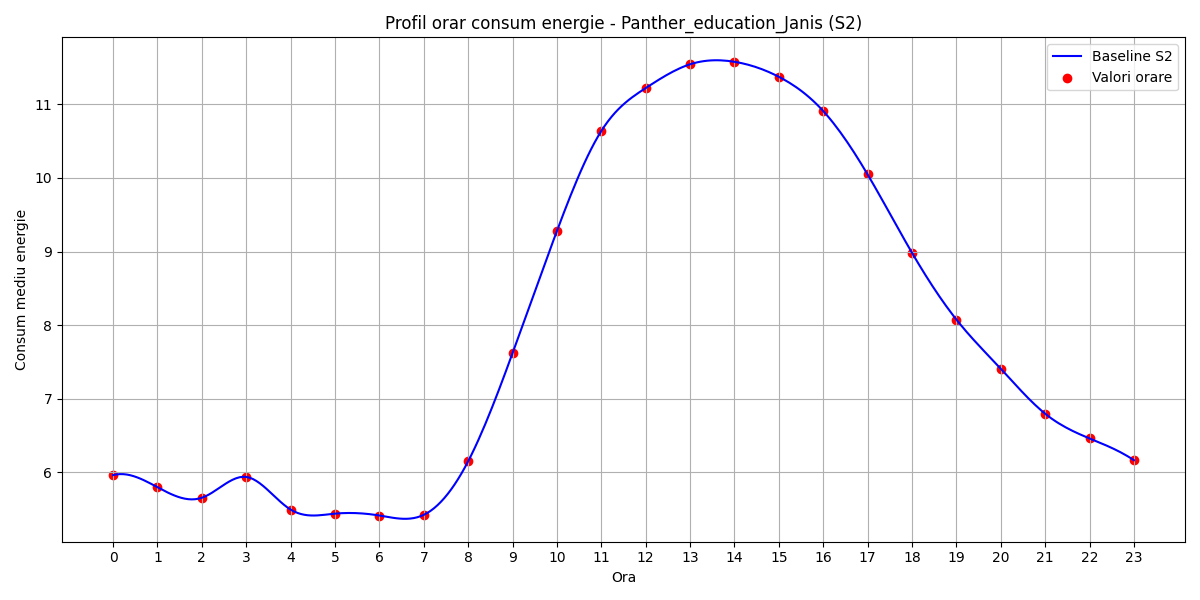 Profil orar consum energie - Panther_education_Janis (S2)
Baseline S2
Valori orare
Consum mediu energie
11
10
9
8
7
6
0 1 2 3 4 5 6 7 8 9 10 11 12 13 14 15 16 17 18 19 20 21 22 23
Ora